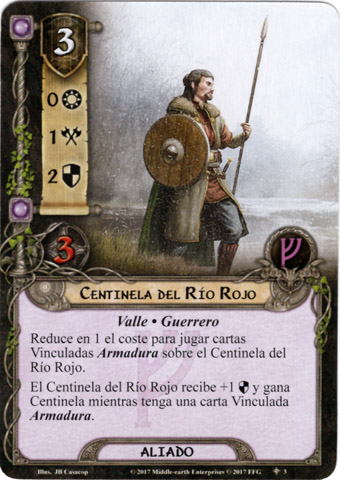 3
0
1
2
3
Centinela del Río Rojo
Valle • Guerrero
Reduce en 1 el coste para jugar cartas
Vinculadas Armadura sobre el Centinela del
Río Rojo.
El Centinela del Río Rojo recibe +1 y gana
Centinela mientras tenga una carta Vinculada
Armadura.
ALIADO
Illus. JB Casacop © 2017 Middle-earth Enterprises © 2017 FFG 3